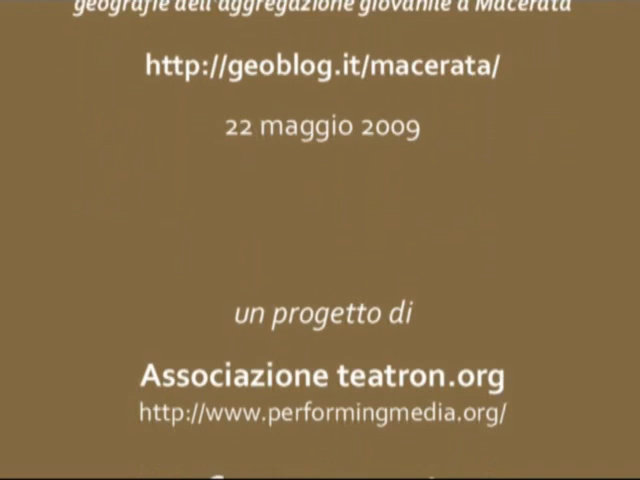 geografie dell'aggregazione giovanile a Macerata
http://geoblog.it/macerata/
22 maggio 2009
un progetto di
Associazione teatron.org
http://www.performingmedia.org/